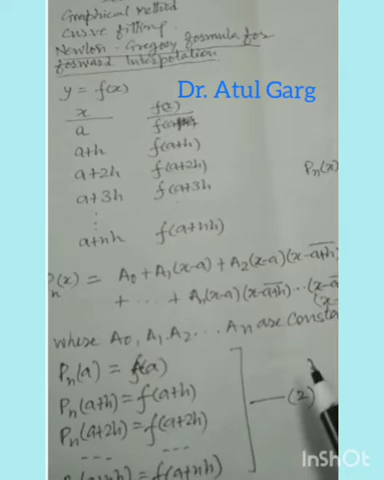 Graphical Method
Curve fitting.
Newton-Gregory formula for
forward Interpolation
y = f(x)
Dr. Atul Garg
x f(x)
a f(a)
a+h f(a+h)
a+2h f(a+2h)
Pn(x)
a+3h f(a+3h
⋮
a+nh f(a+nh)
Pn(x) = A0 + A1(x-a) + A2(x-a)(x-a+h)
+ ... + An(x-a)(x-a+h)...(x-a
(x-
where A0, A1, A2 ... An are Consta
Pn(a) = f(a)
Pn(a+h) = f(a+h)
Pn(a+2h) = f(a+2h)
— (2)
--- ---
f(a+nh)
InShOt